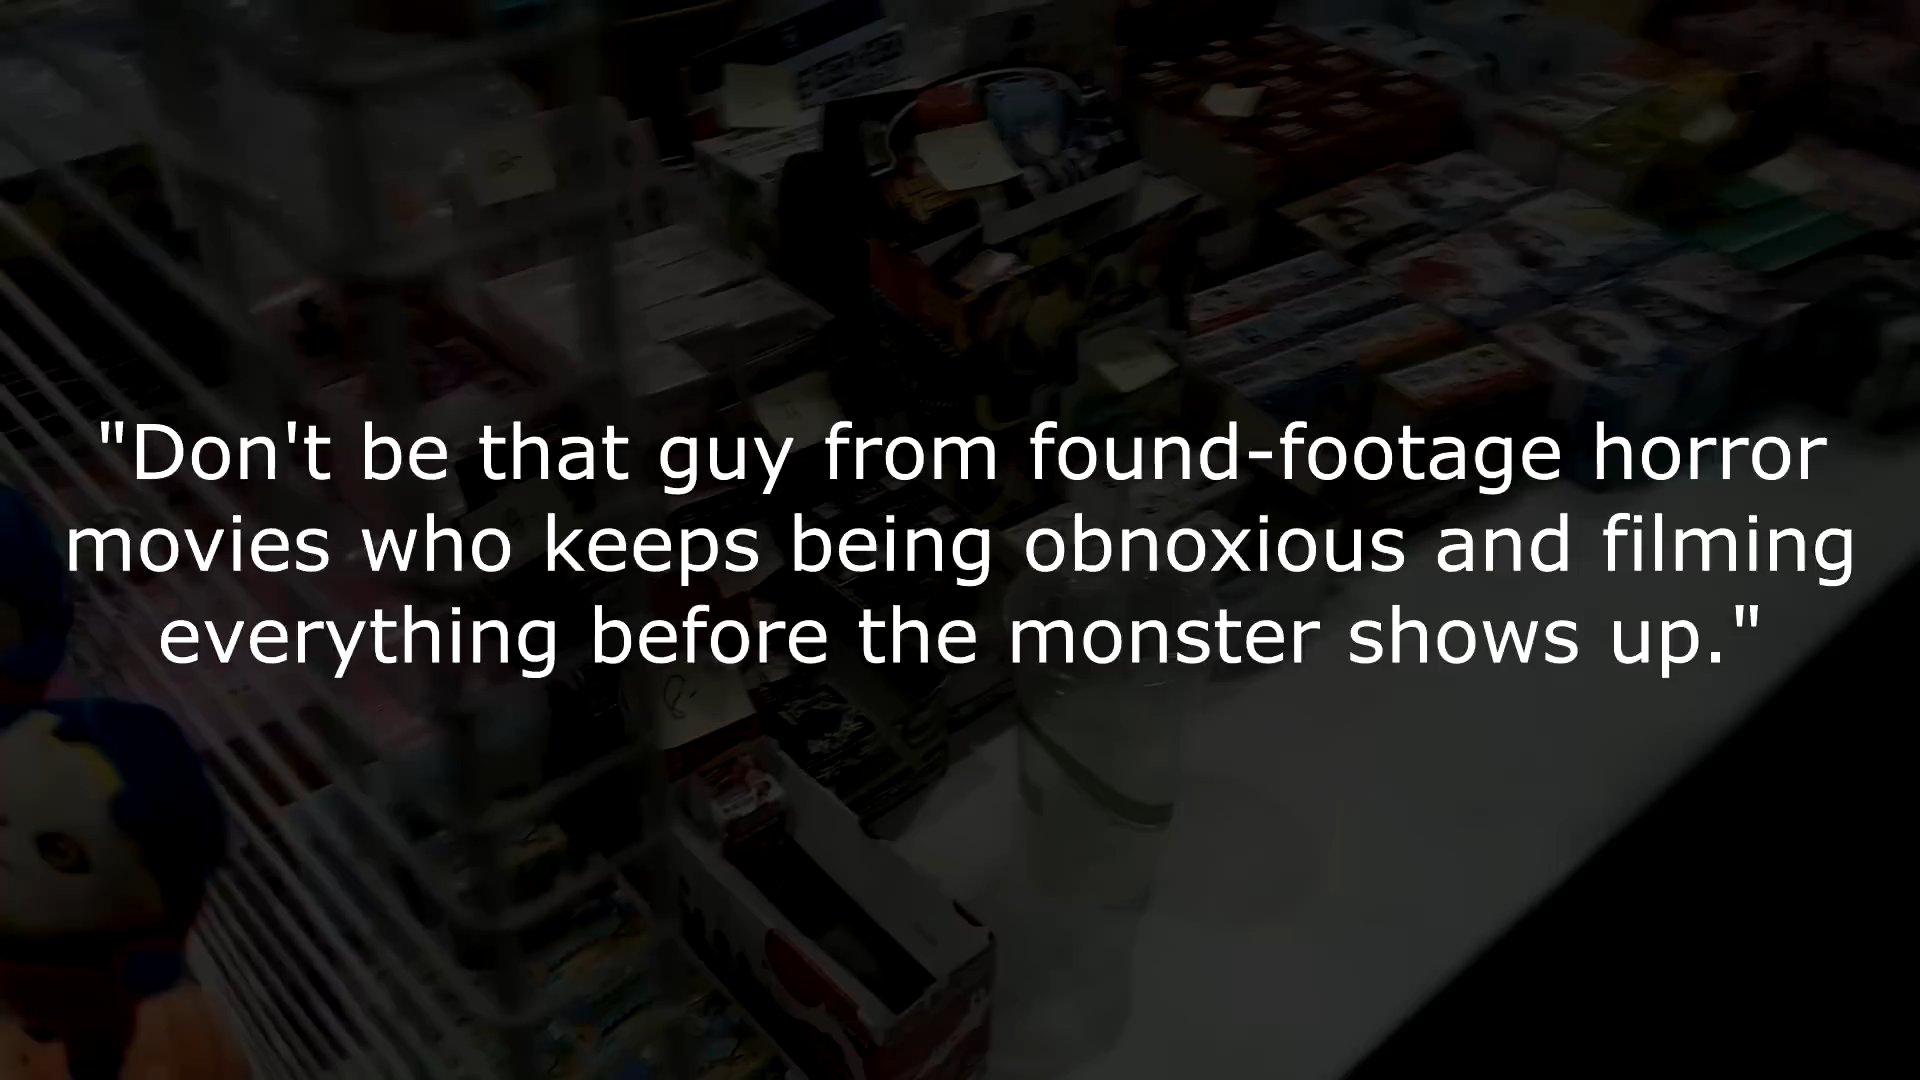 "Don't be that guy from found-footage horror
movies who keeps being obnoxious and filming
everything before the monster shows up."